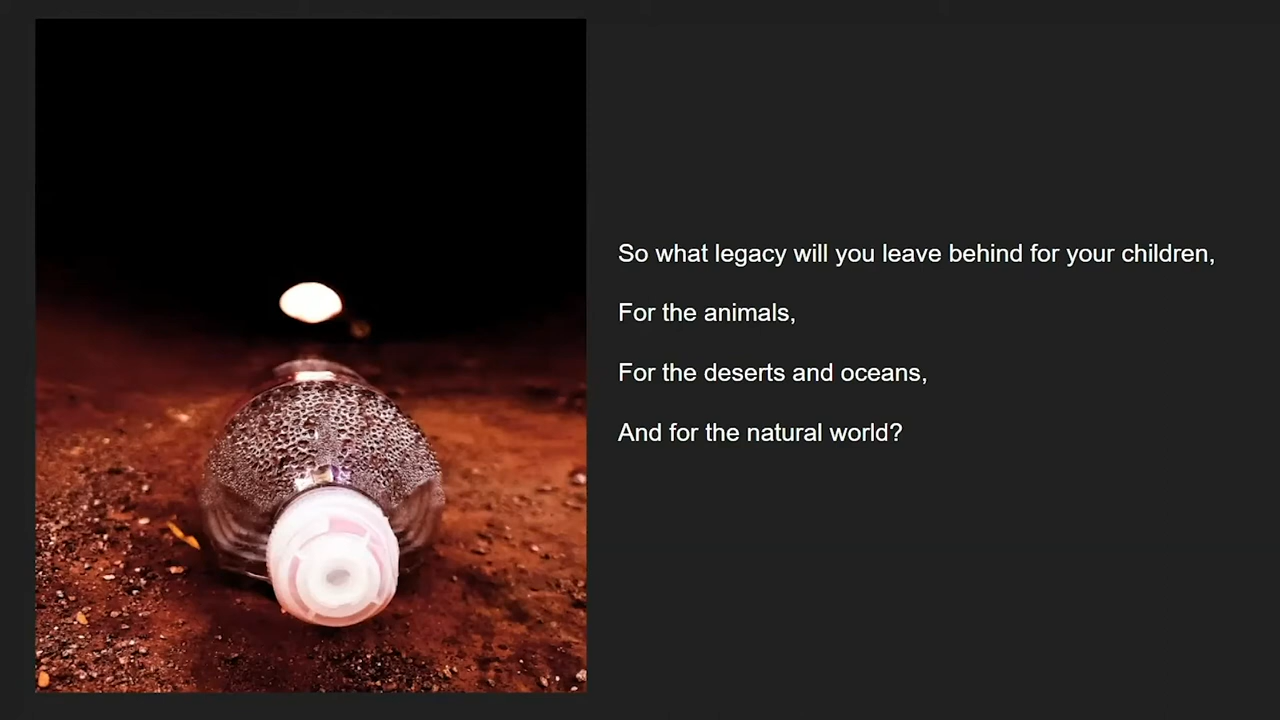 So what legacy will you leave behind for your children,
For the animals,
For the deserts and oceans,
And for the natural world?